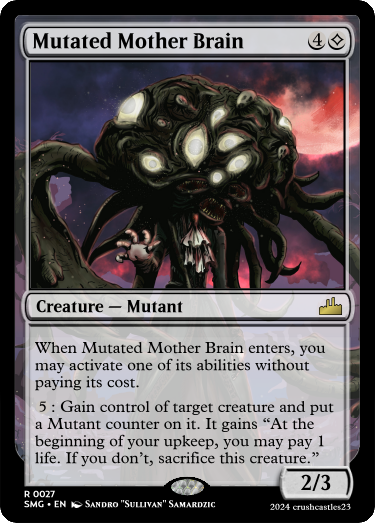 Mutated Mother Brain 4
Creature — Mutant
When Mutated Mother Brain enters, you
may activate one of its abilities without
paying its cost.
5 : Gain control of target creature and put
a Mutant counter on it. It gains “At the
beginning of your upkeep, you may pay 1
life. If you don’t, sacrifice this creature.”
2/3
R 0027
SMG • EN Sandro "Sullivan" Samardzic
2024 crushcastles23